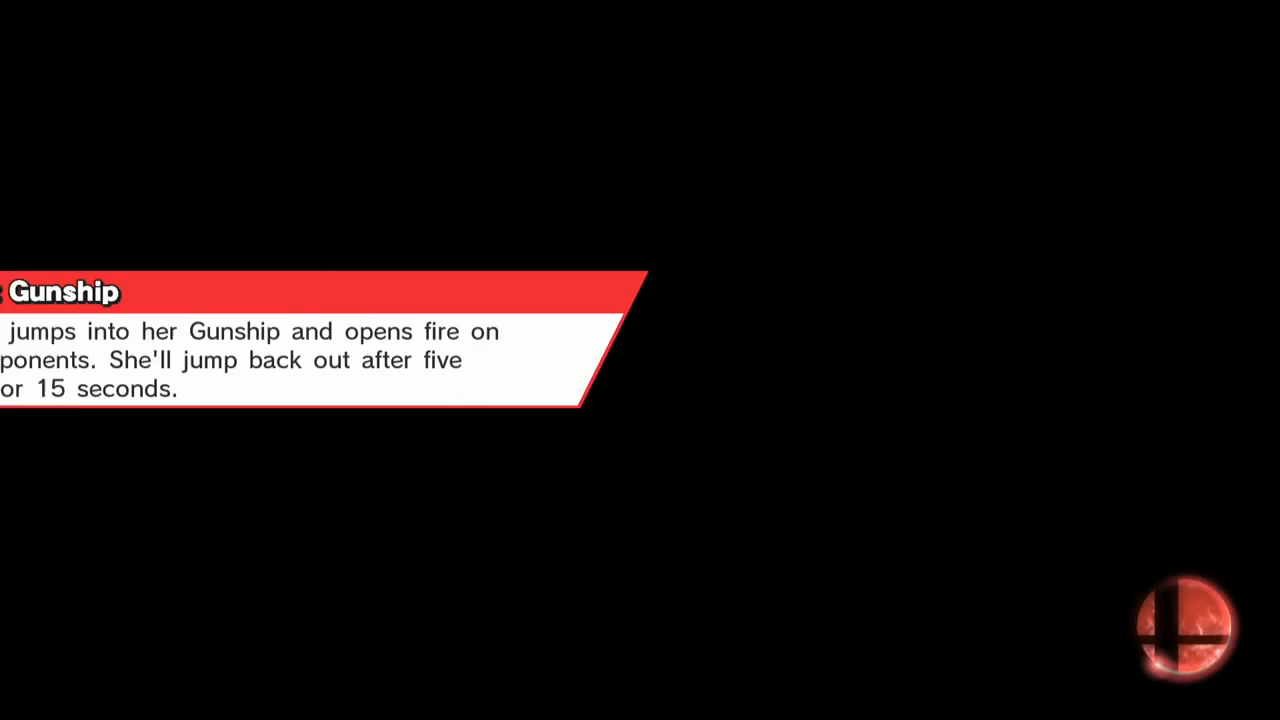 : Gunship
jumps into her Gunship and opens fire on
ponents. She'll jump back out after five
or 15 seconds.